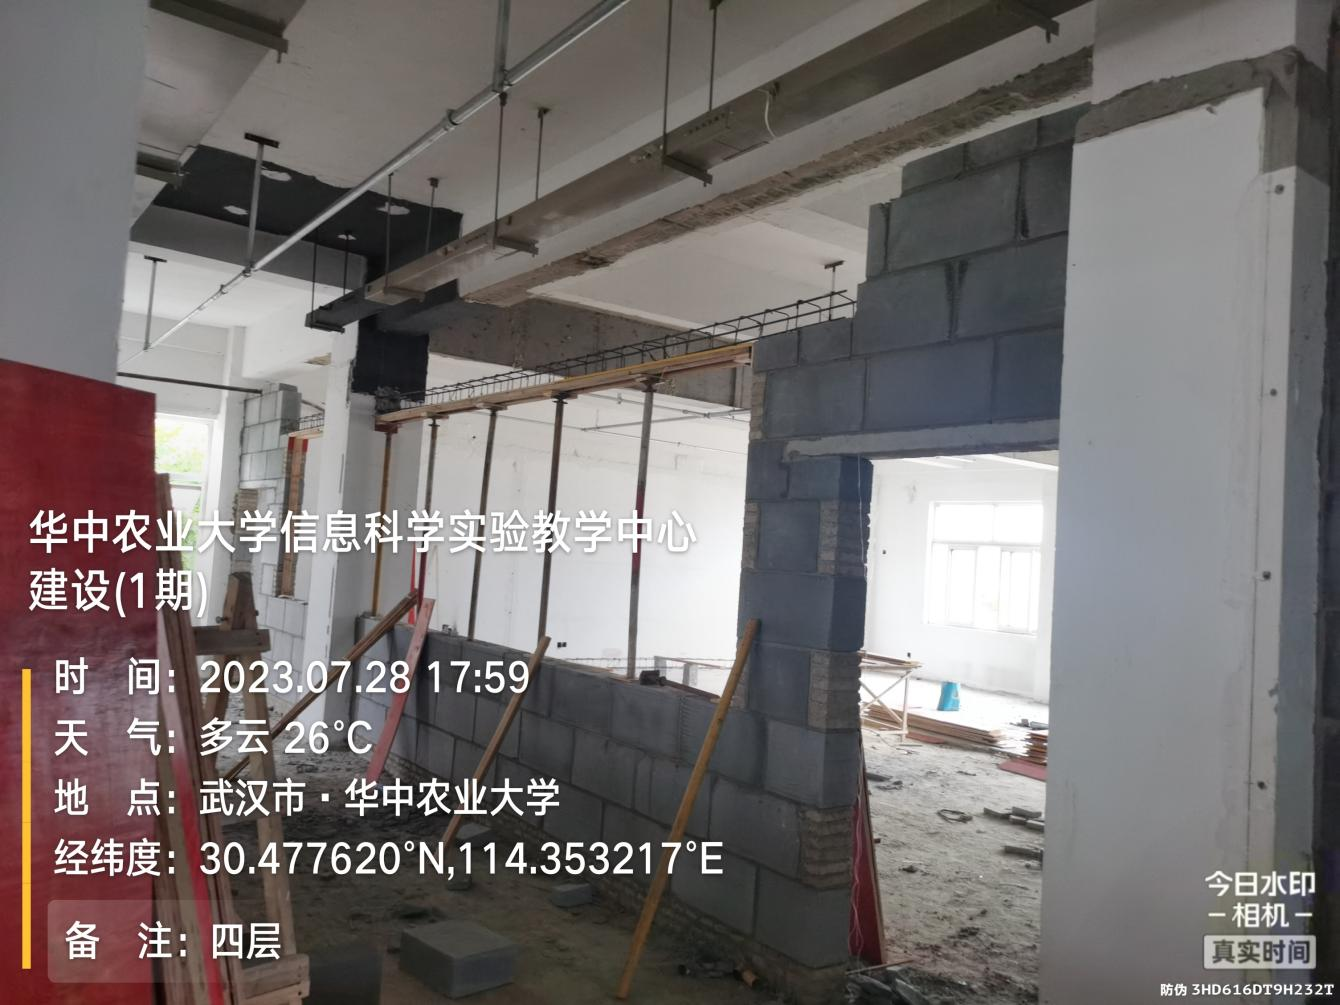 华中农业大学信息科学实验教学中心
建设(1期)
时 间：2023.07.28 17:59
天 气：多云 26℃
地 点：武汉市·华中农业大学
经纬度：30.477620°N,114.353217°E
备 注：四层
今日水印
-相机-
真实时间
防伪 3HD616DT9H232T